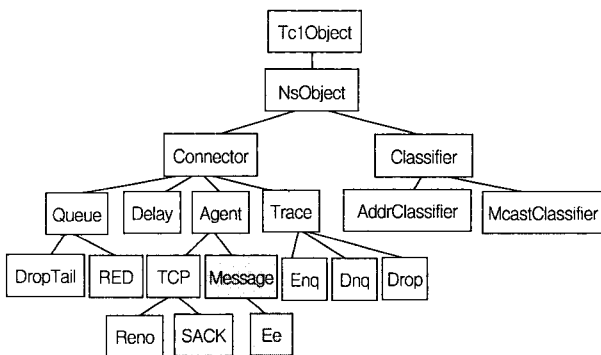 Tc1Object
NsObject
Connector Classifier
Queue Delay Agent Trace AddrClassifier McastClassifier
DropTail RED TCP Message Enq Dnq Drop
Reno SACK Ee